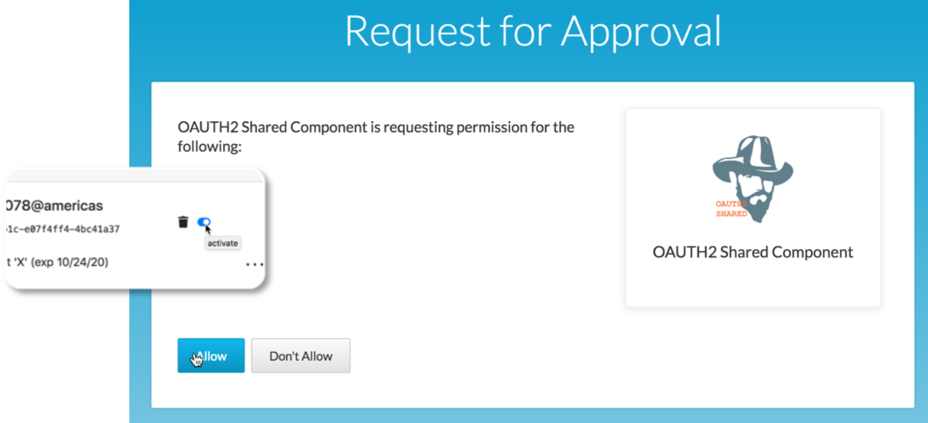 Request for Approval
OAUTH2 Shared Component is requesting permission for the
following:
078@americas
1c-e07f4ff4-4bc41a37
activate
t 'X' (exp 10/24/20)
...
OAUTH2
SHARED
OAUTH2 Shared Component
Allow
Don't Allow